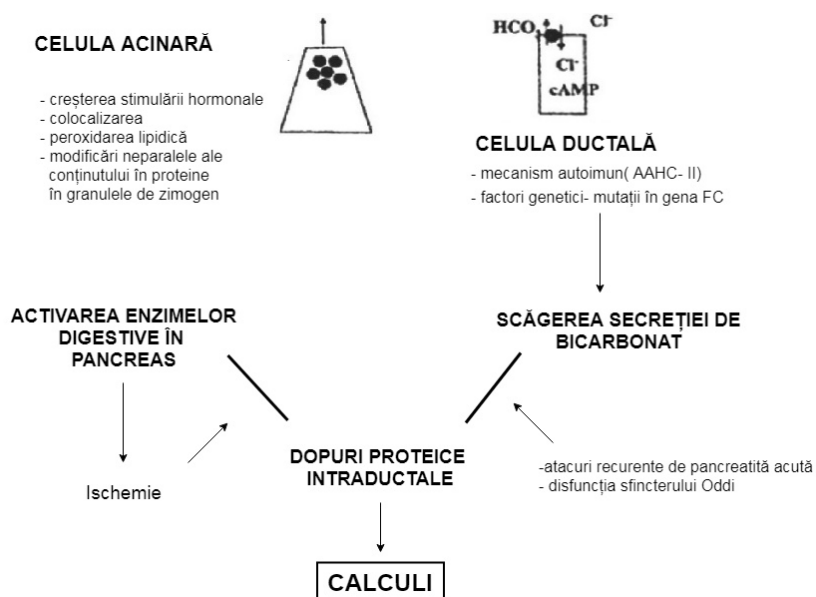 CELULA ACINARĂ
- creșterea stimulării hormonale
- colocalizarea
- peroxidarea lipidică
- modificări neparalele ale
conținutului în proteine
în granulele de zimogen
HCO₃
Cl-
Cl-
cAMP
CELULA DUCTALĂ
- mecanism autoimun( AAHC- II)
- factori genetici- mutații în gena FC
ACTIVAREA ENZIMELOR
DIGESTIVE ÎN
PANCREAS
SCĂGEREA SECREȚIEI DE
BICARBONAT
Ischemie
DOPURI PROTEICE
INTRADUCTALE
-atacuri recurente de pancreatită acută
- disfuncția sfincterului Oddi
CALCULI